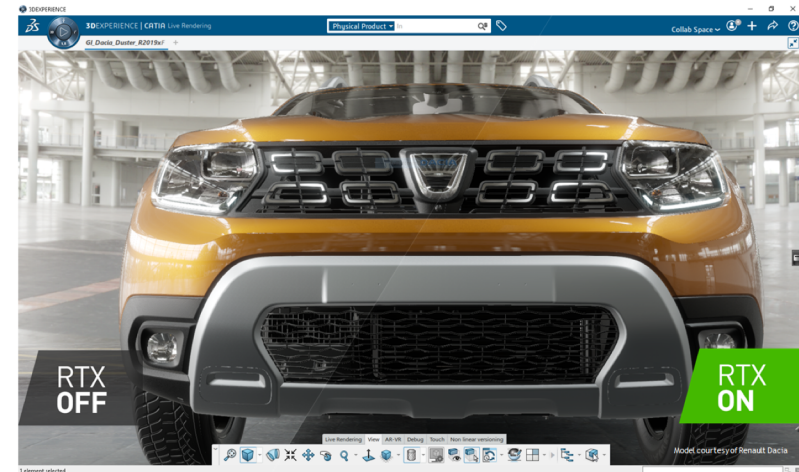 3DEXPERIENCE
3DEXPERIENCE | CATIA Live Rendering
Physical Product
in
Collab Space
GI_Dacia_Duster_R2019x
RTX
OFF
RTX
ON
Live Rendering View AR-VR Debug Touch Non linear versioning
Model courtesy of Renault Dacia
1 element selected